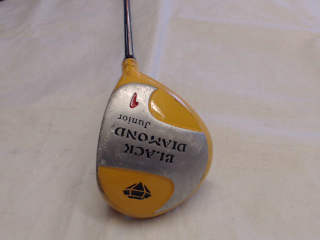 BLACK
DIAMOND
Junior
1